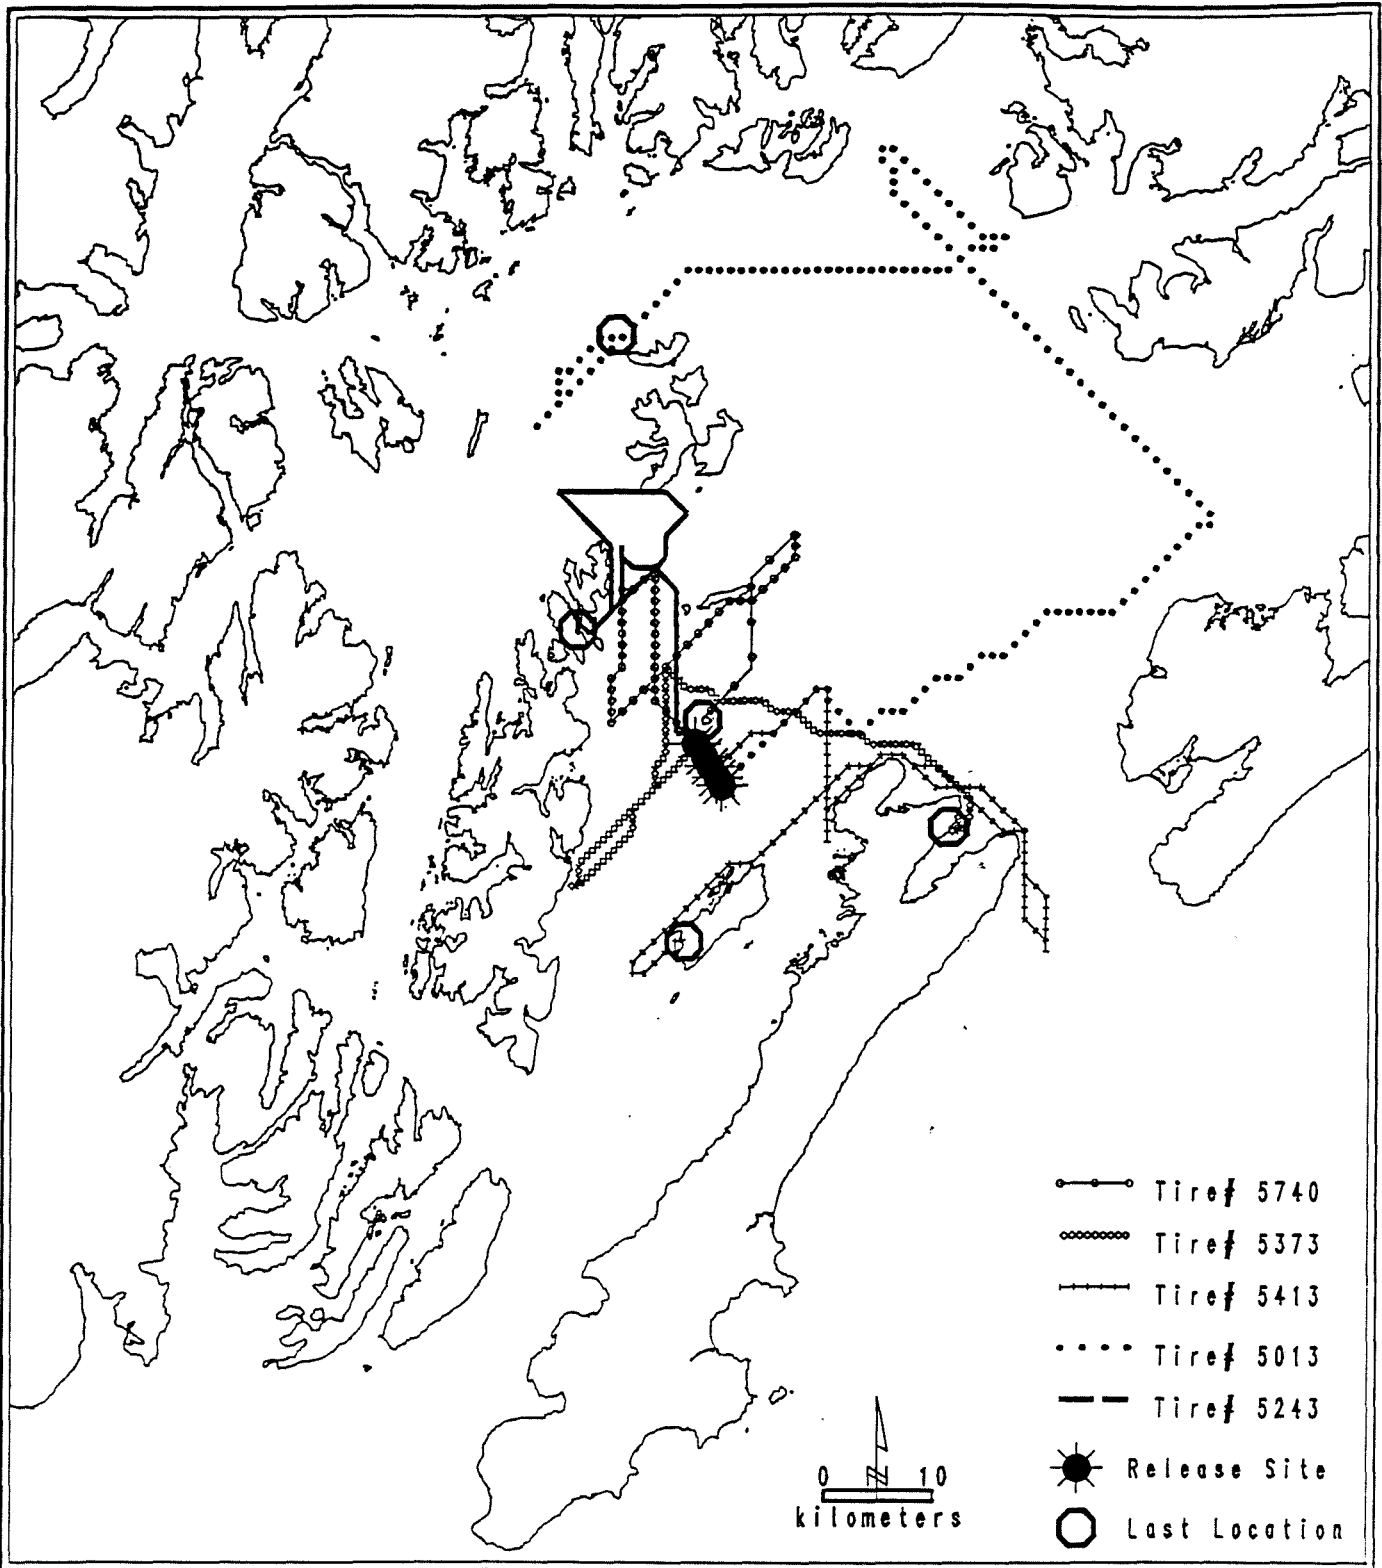 Tire# 5740
Tire# 5373
Tire# 5413
Tire# 5013
Tire# 5243
0 N 10
kilometers
Release Site
Last Location